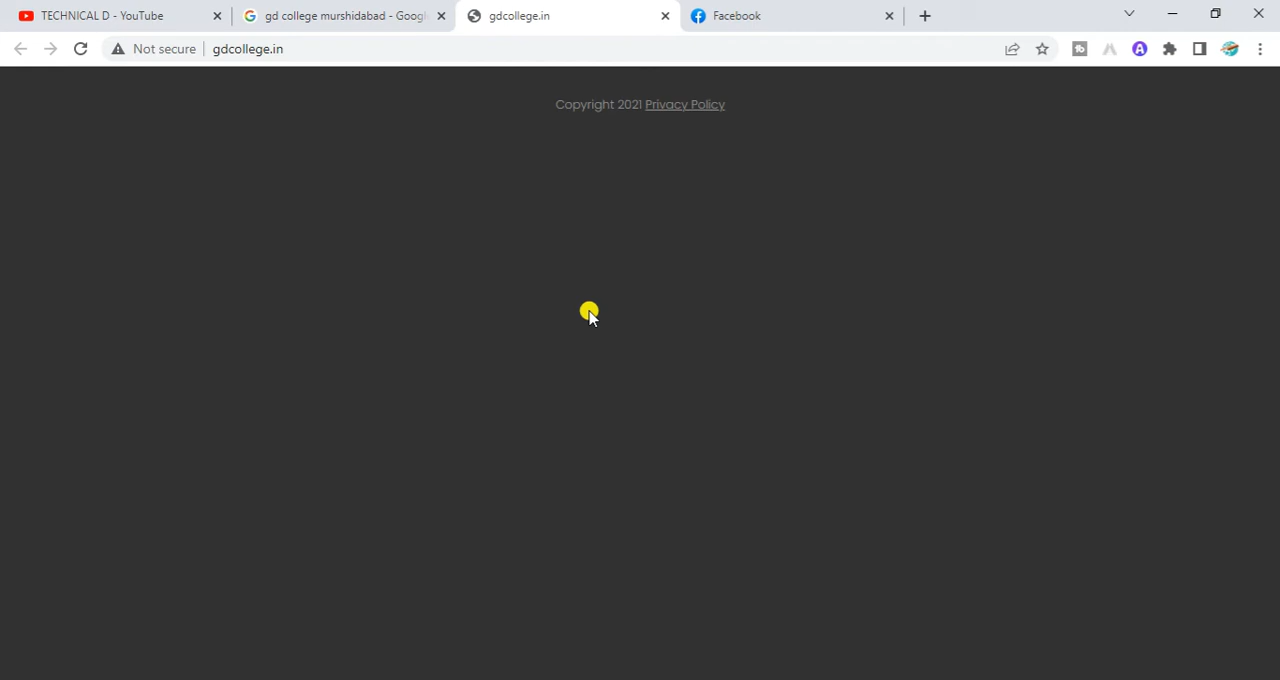 TECHNICAL D - YouTube
gd college murshidabad - Googl
gdcollege.in
Facebook
Not secure
gdcollege.in
Copyright 2021 Privacy Policy